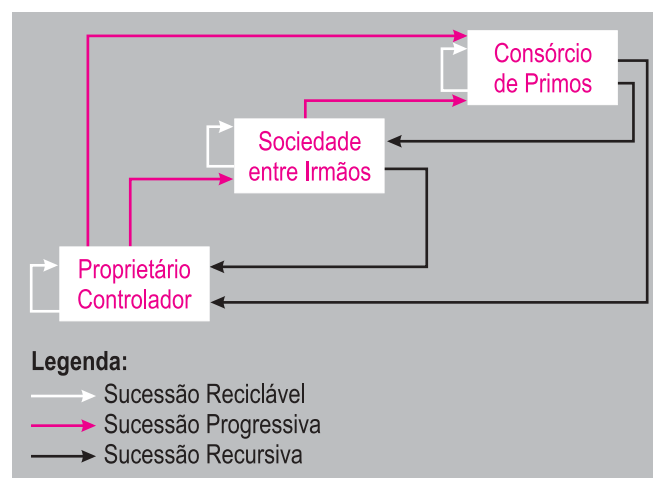 Consórcio
de Primos
Sociedade
entre Irmãos
Proprietário
Controlador
Legenda:
Sucessão Reciclável
Sucessão Progressiva
Sucessão Recursiva